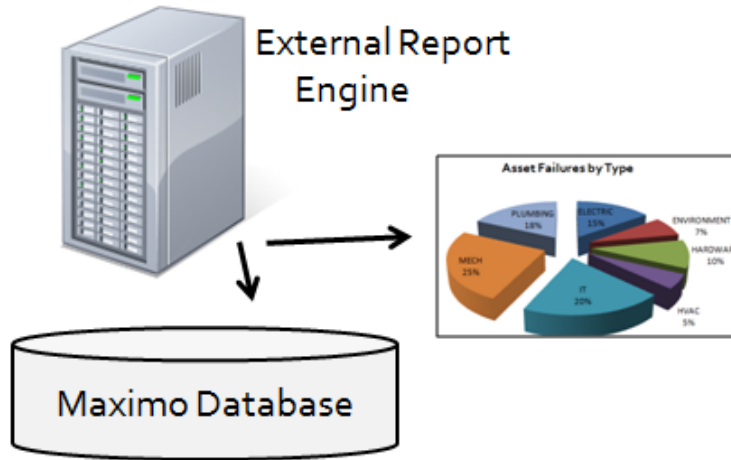 External Report
Engine
Asset Failures by Type
PLUMBING
18%
ELECTRIC
15%
ENVIRONMENT
7%
HARDWAR
10%
MECH
25%
IT
20%
HVAC
5%
Maximo Database